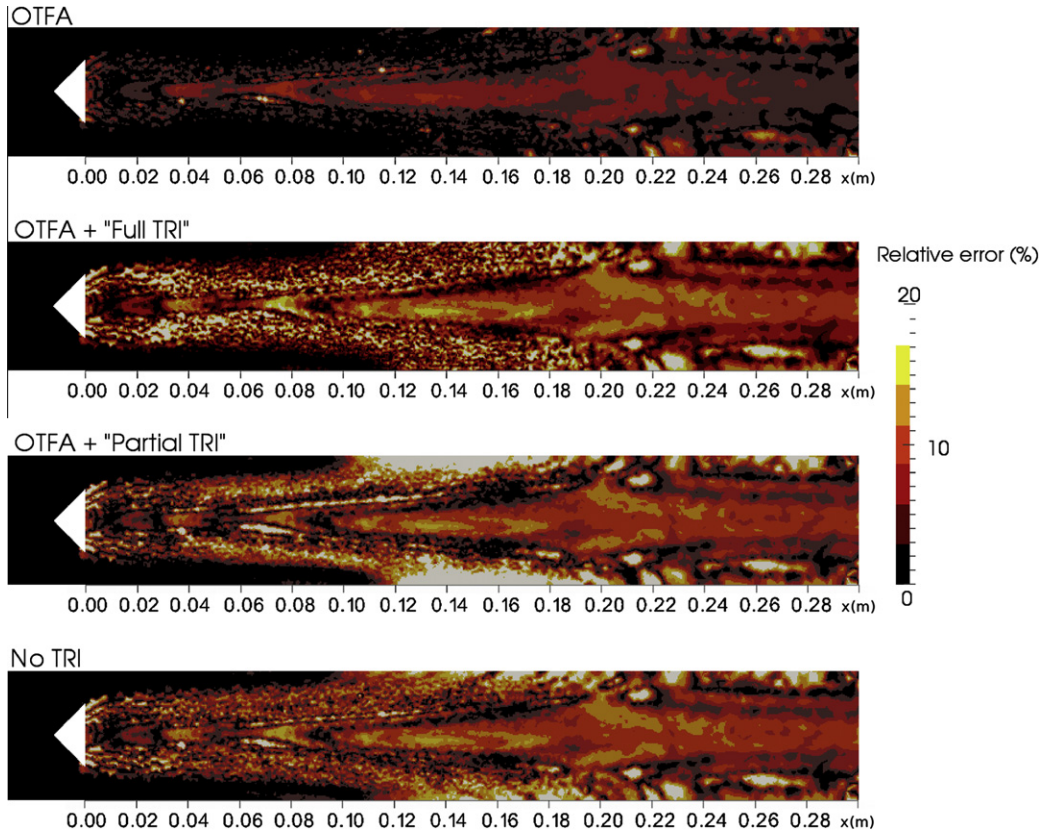 OTFA
0.00 0.02 0.04 0.06 0.08 0.10 0.12 0.14 0.16 0.18 0.20 0.22 0.24 0.26 0.28 x(m)
OTFA + "Full TRI"
0.00 0.02 0.04 0.06 0.08 0.10 0.12 0.14 0.16 0.18 0.20 0.22 0.24 0.26 0.28 x(m)
Relative error (%)
20
10
0
OTFA + "Partial TRI"
0.00 0.02 0.04 0.06 0.08 0.10 0.12 0.14 0.16 0.18 0.20 0.22 0.24 0.26 0.28 x(m)
No TRI
0.00 0.02 0.04 0.06 0.08 0.10 0.12 0.14 0.16 0.18 0.20 0.22 0.24 0.26 0.28 x(m)